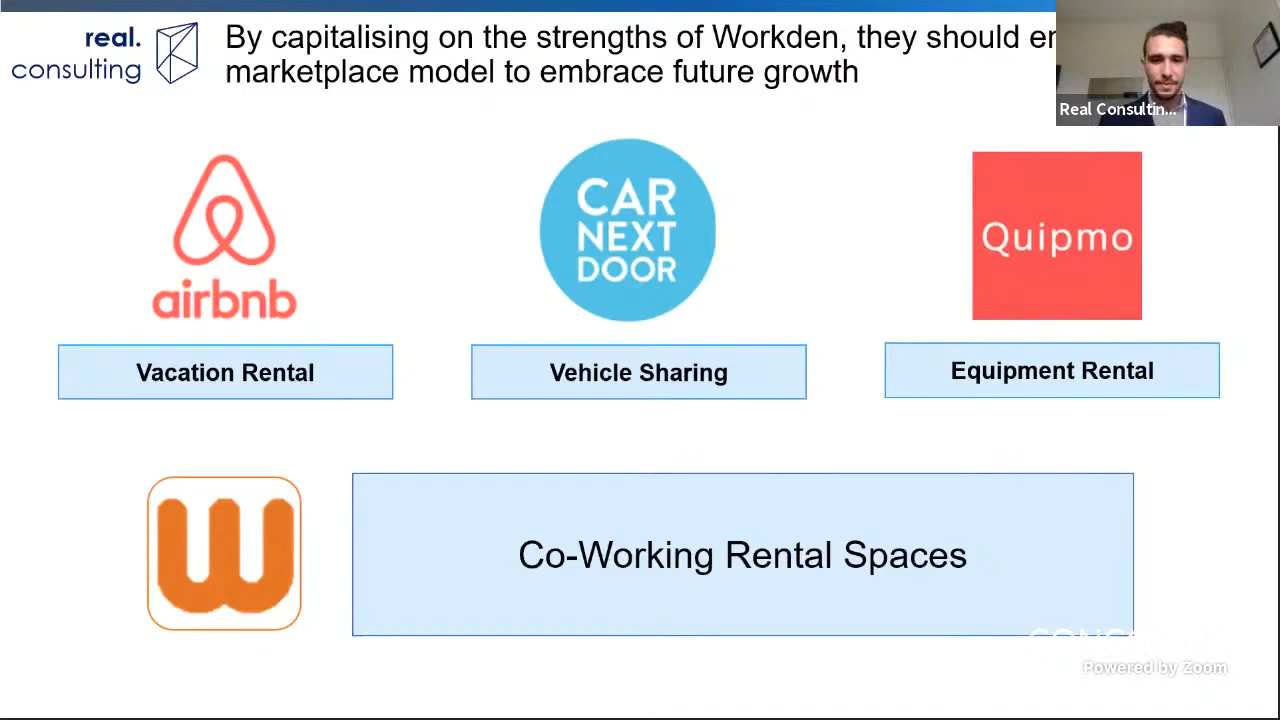 real.
consulting
By capitalising on the strengths of Workden, they should
marketplace model to embrace future growth
Real Consultin...
airbnb
CAR
NEXT
DOOR
Quipmo
Vacation Rental
Vehicle Sharing
Equipment Rental
Co-Working Rental Spaces
Powered by Zoom